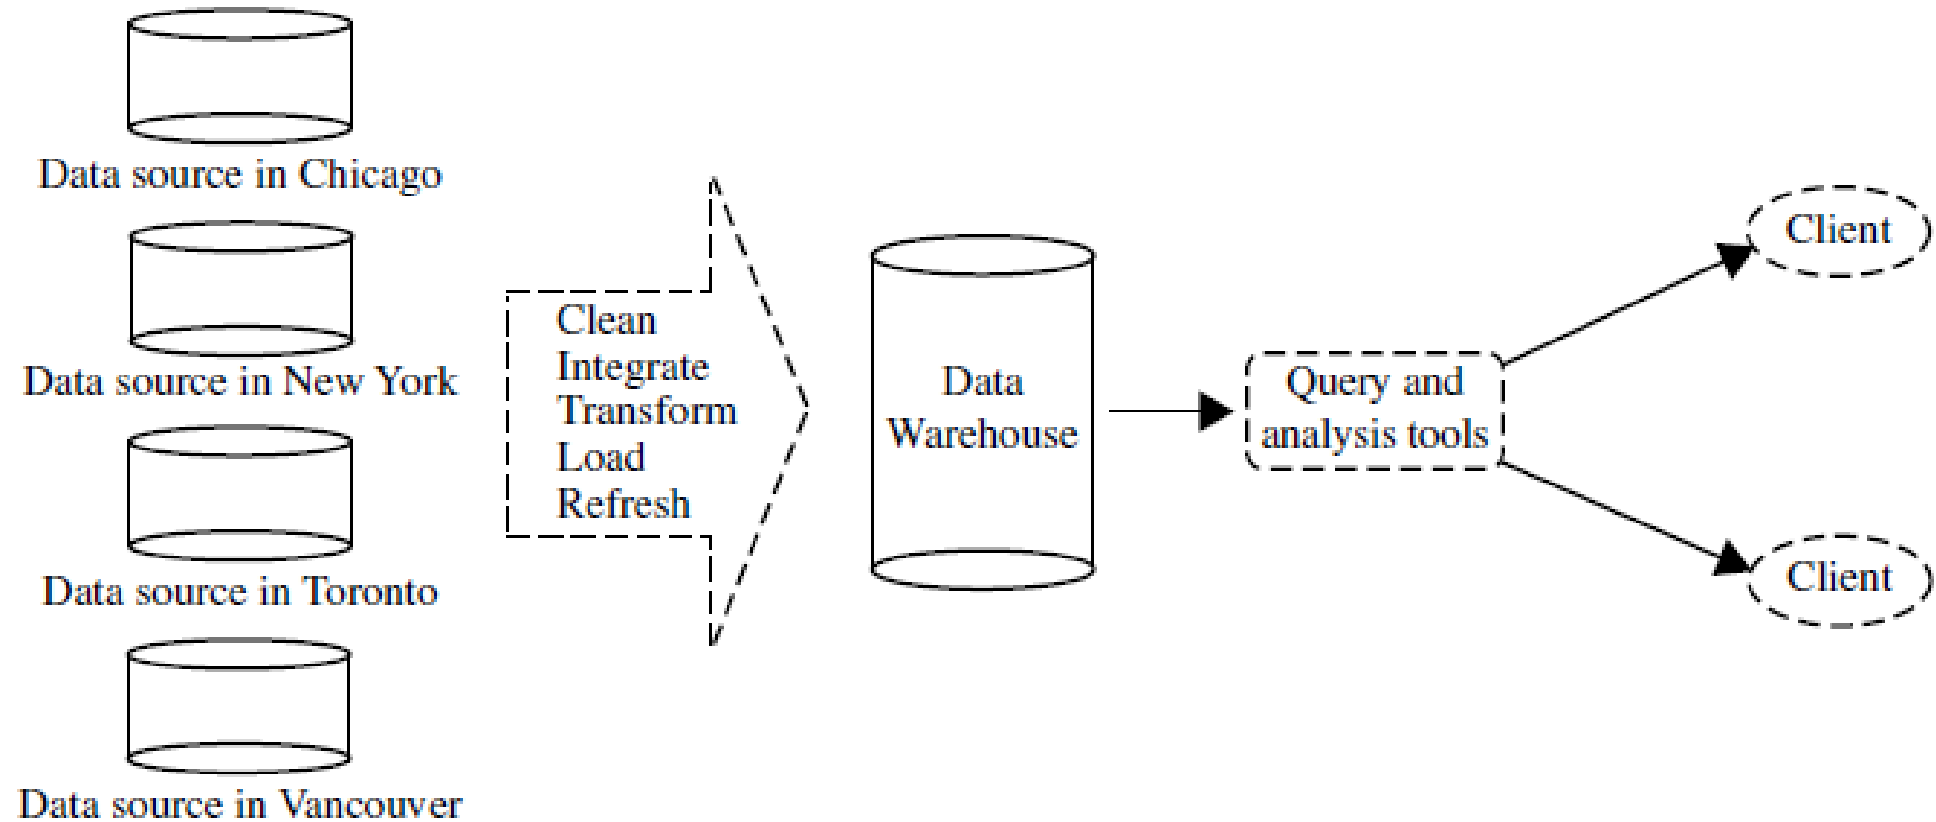 Data source in Chicago
Data source in New York
Data source in Toronto
Data source in Vancouver
Clean
Integrate
Transform
Load
Refresh
Data
Warehouse
Query and
analysis tools
Client
Client